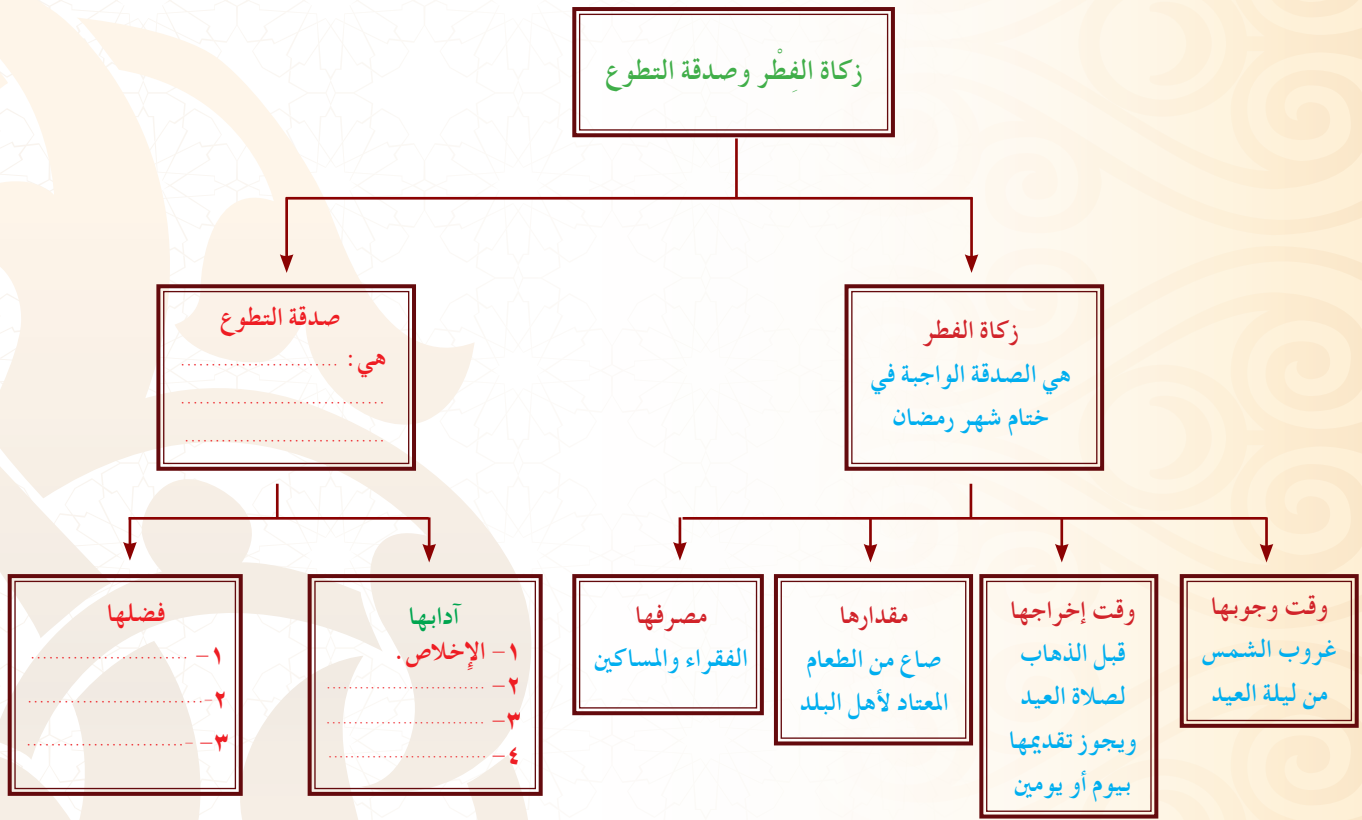 زكاة الفِطْر وصدقة التطوع
زكاة الفطر
هي الصدقة الواجبة في
ختام شهر رمضان
صدقة التطوع
هي : ..........................
..................................
..................................
وقت وجوبها
غروب الشمس
من ليلة العيد
وقت إخراجها
قبل الذهاب
لصلاة العيد
ويجوز تقديمها
بيوم أو يومين
مقدارها
صاع من الطعام
المعتاد لأهل البلد
مصرفها
الفقراء والمساكين
آدابها
١- الإخلاص .
٢- ..........................
٣- ..........................
٤- ..........................
فضلها
١- ..........................
٢- ..........................
٣- ..........................